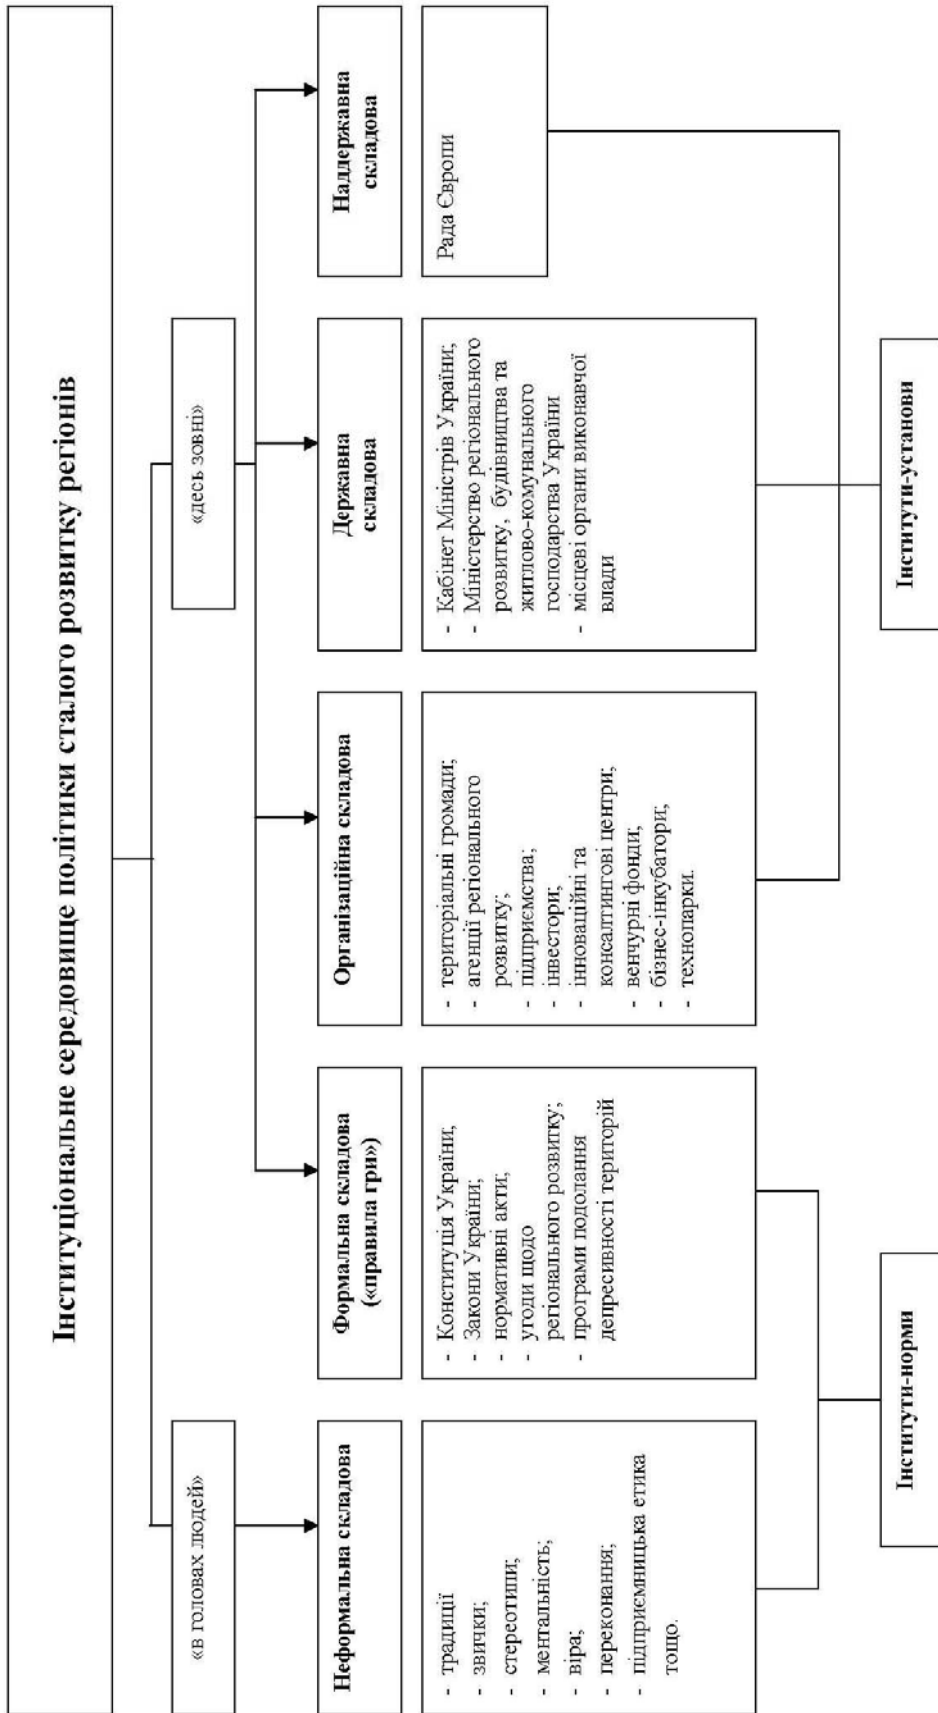 Інституціональне середовище політики сталого розвитку регіонів
«в головах людей»
«десь зовні»
Неформальна складова
- традиції
- звички;
- стереотипи;
- ментальність;
- віра;
- переконання;
- підприємницька етика
тощо.
Формальна складова
(«правила гри»)
- Конституція України;
- Закони України;
- нормативні акти;
- угоди щодо
регіонального розвитку;
- програми подолання
депресивності територій
Організаційна складова
- територіальні громади;
- агенції регіонального
розвитку;
- підприємства;
- інвестори;
- інноваційні та
консалтингові центри;
- венчурні фонди;
- бізнес-інкубатори;
- технопарки.
Державна
складова
- Кабінет Міністрів України;
- Міністерство регіонального
розвитку, будівництва та
житлово-комунального
господарства України
- місцеві органи виконавчої
влади
Наддержавна
складова
Рада Європи
Інститути-норми
Інститути-установи